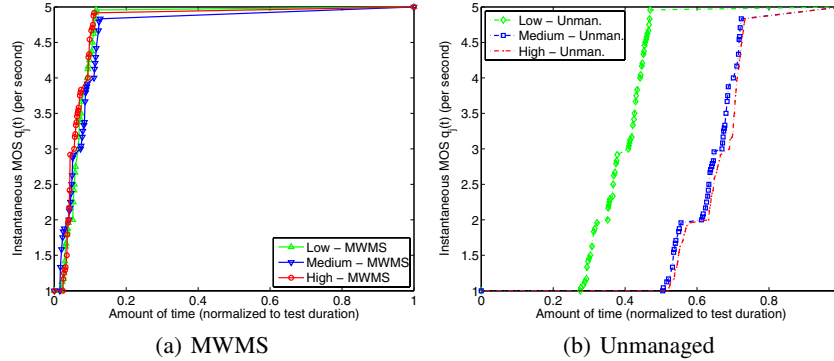 5
4.5
4
3.5
3
2.5
2
1.5
1
Instantaneous MOS qj(t) (per second)
0
0.2
0.4
0.6
0.8
1
Amount of time (normalized to test duration)
Low − MWMS
Medium − MWMS
High − MWMS
(a) MWMS
5
4.5
4
3.5
3
2.5
2
1.5
1
Instantaneous MOS qj(t) (per second)
0
0.2
0.4
0.6
0.8
Amount of time (normalized to test duration)
Low − Unman.
Medium − Unman.
High − Unman.
(b) Unmanaged